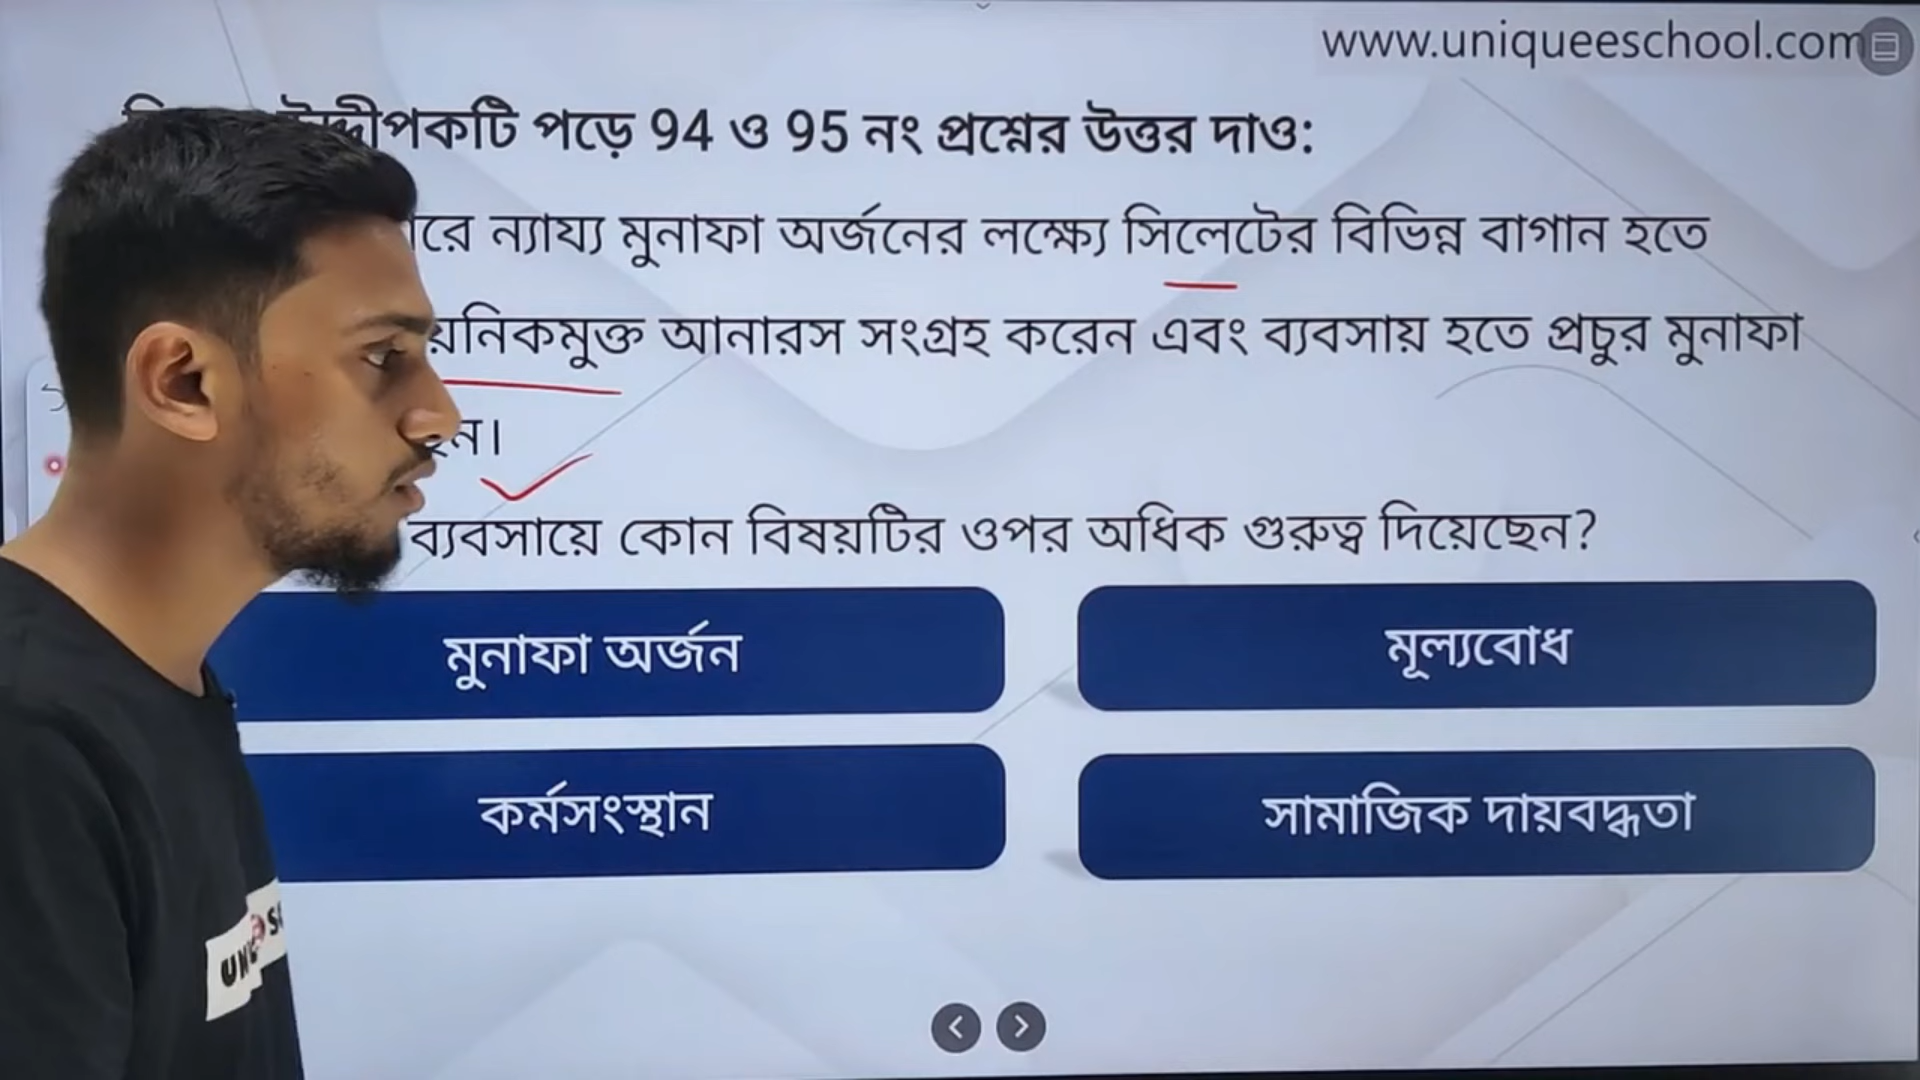 www.uniqueeschool.com
উদ্দীপকটি পড়ে 94 ও 95 নং প্রশ্নের উত্তর দাও:
ন্যায্য মুনাফা অর্জনের লক্ষ্যে সিলেটের বিভিন্ন বাগান হতে
আনারস সংগ্রহ করেন এবং ব্যবসায় হতে প্রচুর মুনাফা
ব্যবসায়ে কোন বিষয়টির ওপর অধিক গুরুত্ব দিয়েছেন?
মুনাফা অর্জন
মূল্যবোধ
কর্মসংস্থান
সামাজিক দায়বদ্ধতা